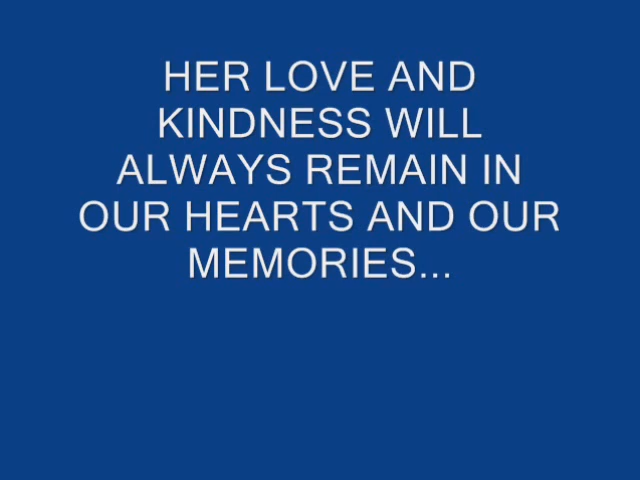 HER LOVE AND
KINDNESS WILL
ALWAYS REMAIN IN
OUR HEARTS AND OUR
MEMORIES...